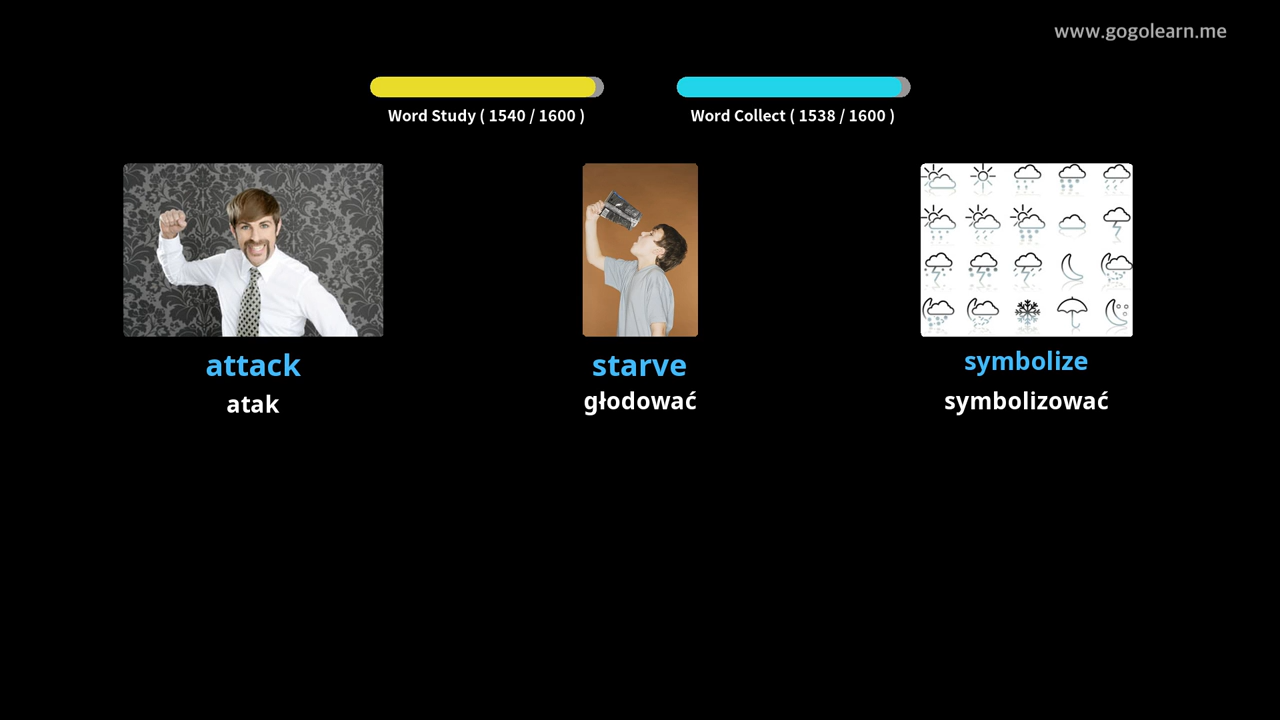 www.gogolearn.me
Word Study ( 1540 / 1600 )
Word Collect ( 1538 / 1600 )
attack
starve
symbolize
atak
głodować
symbolizować